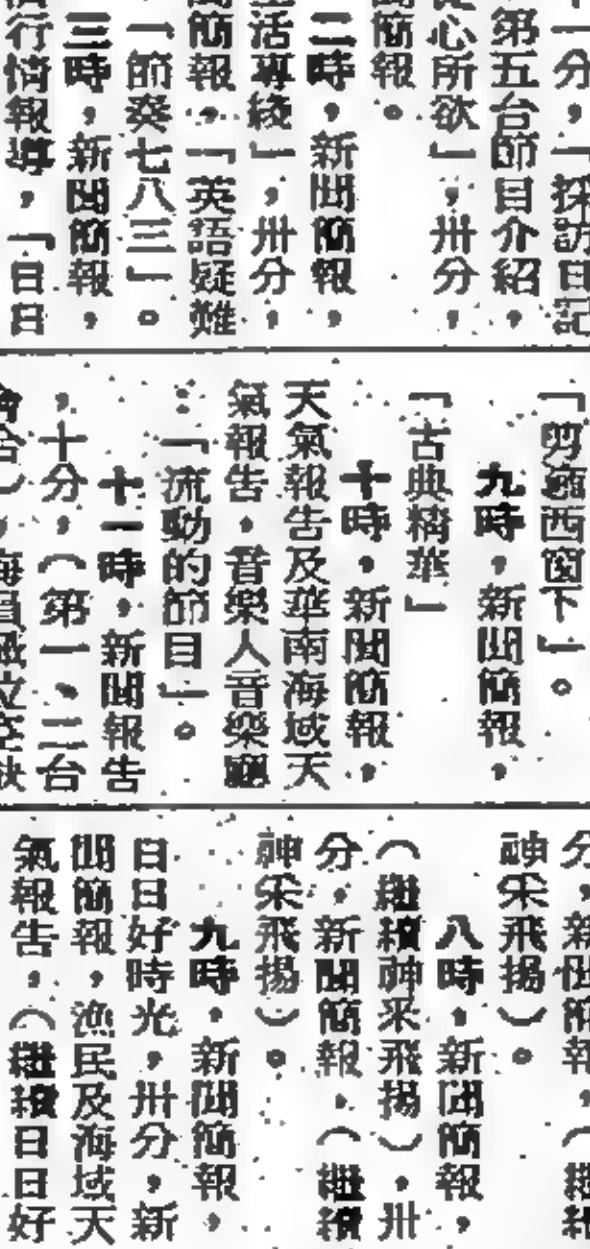 十一分，「採訪日記
第五台節目介紹，
從心所欲」，卅分，
聞簡報。
二時，新聞簡報，
生活專綫」，卅分，
聞簡報，「英語疑難
「節奏七八三」。
三時，新聞簡報，
行情報導，「日日
「剪燭西窗下」。
九時，新聞簡報，
「古典精華」
十時，新聞簡報，
天氣報告及華南海域天
氣報告，音樂人音樂廳
：「流動的節目」。
十一時，新聞報告
，十分，（第一、二台
分，新聞簡報，（繼續
神采飛揚）。
八時，新聞簡報，
（繼續神采飛揚），卅
分，新聞簡報，（繼續
神采飛揚）。
九時，新聞簡報，
日日好時光，卅分，新
聞簡報，漁民及海域天
氣報告，（繼續日日好